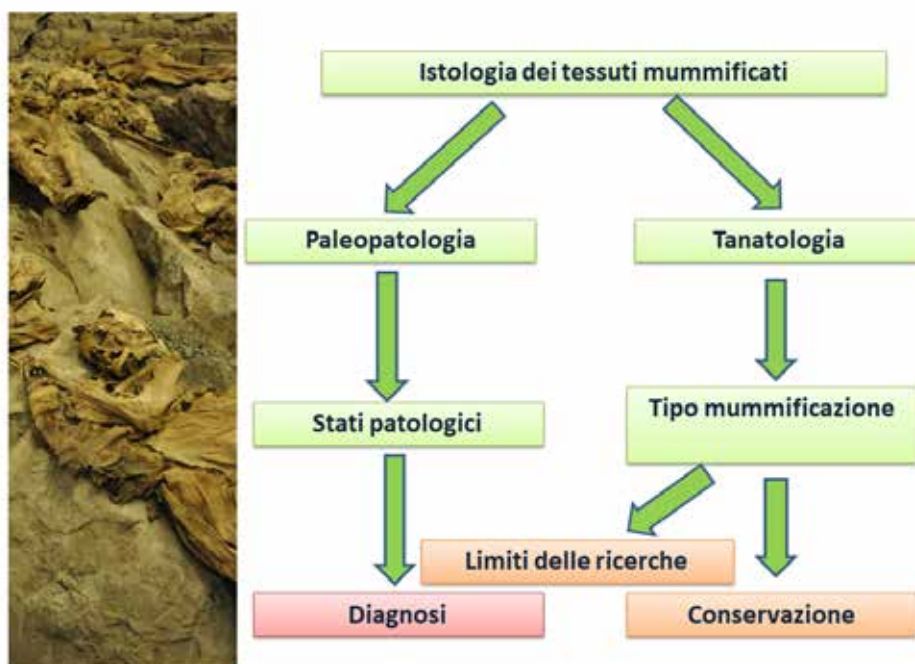 Istologia dei tessuti mummificati
Paleopatologia
Tanatologia
Stati patologici
Tipo mummificazione
Limiti delle ricerche
Diagnosi
Conservazione